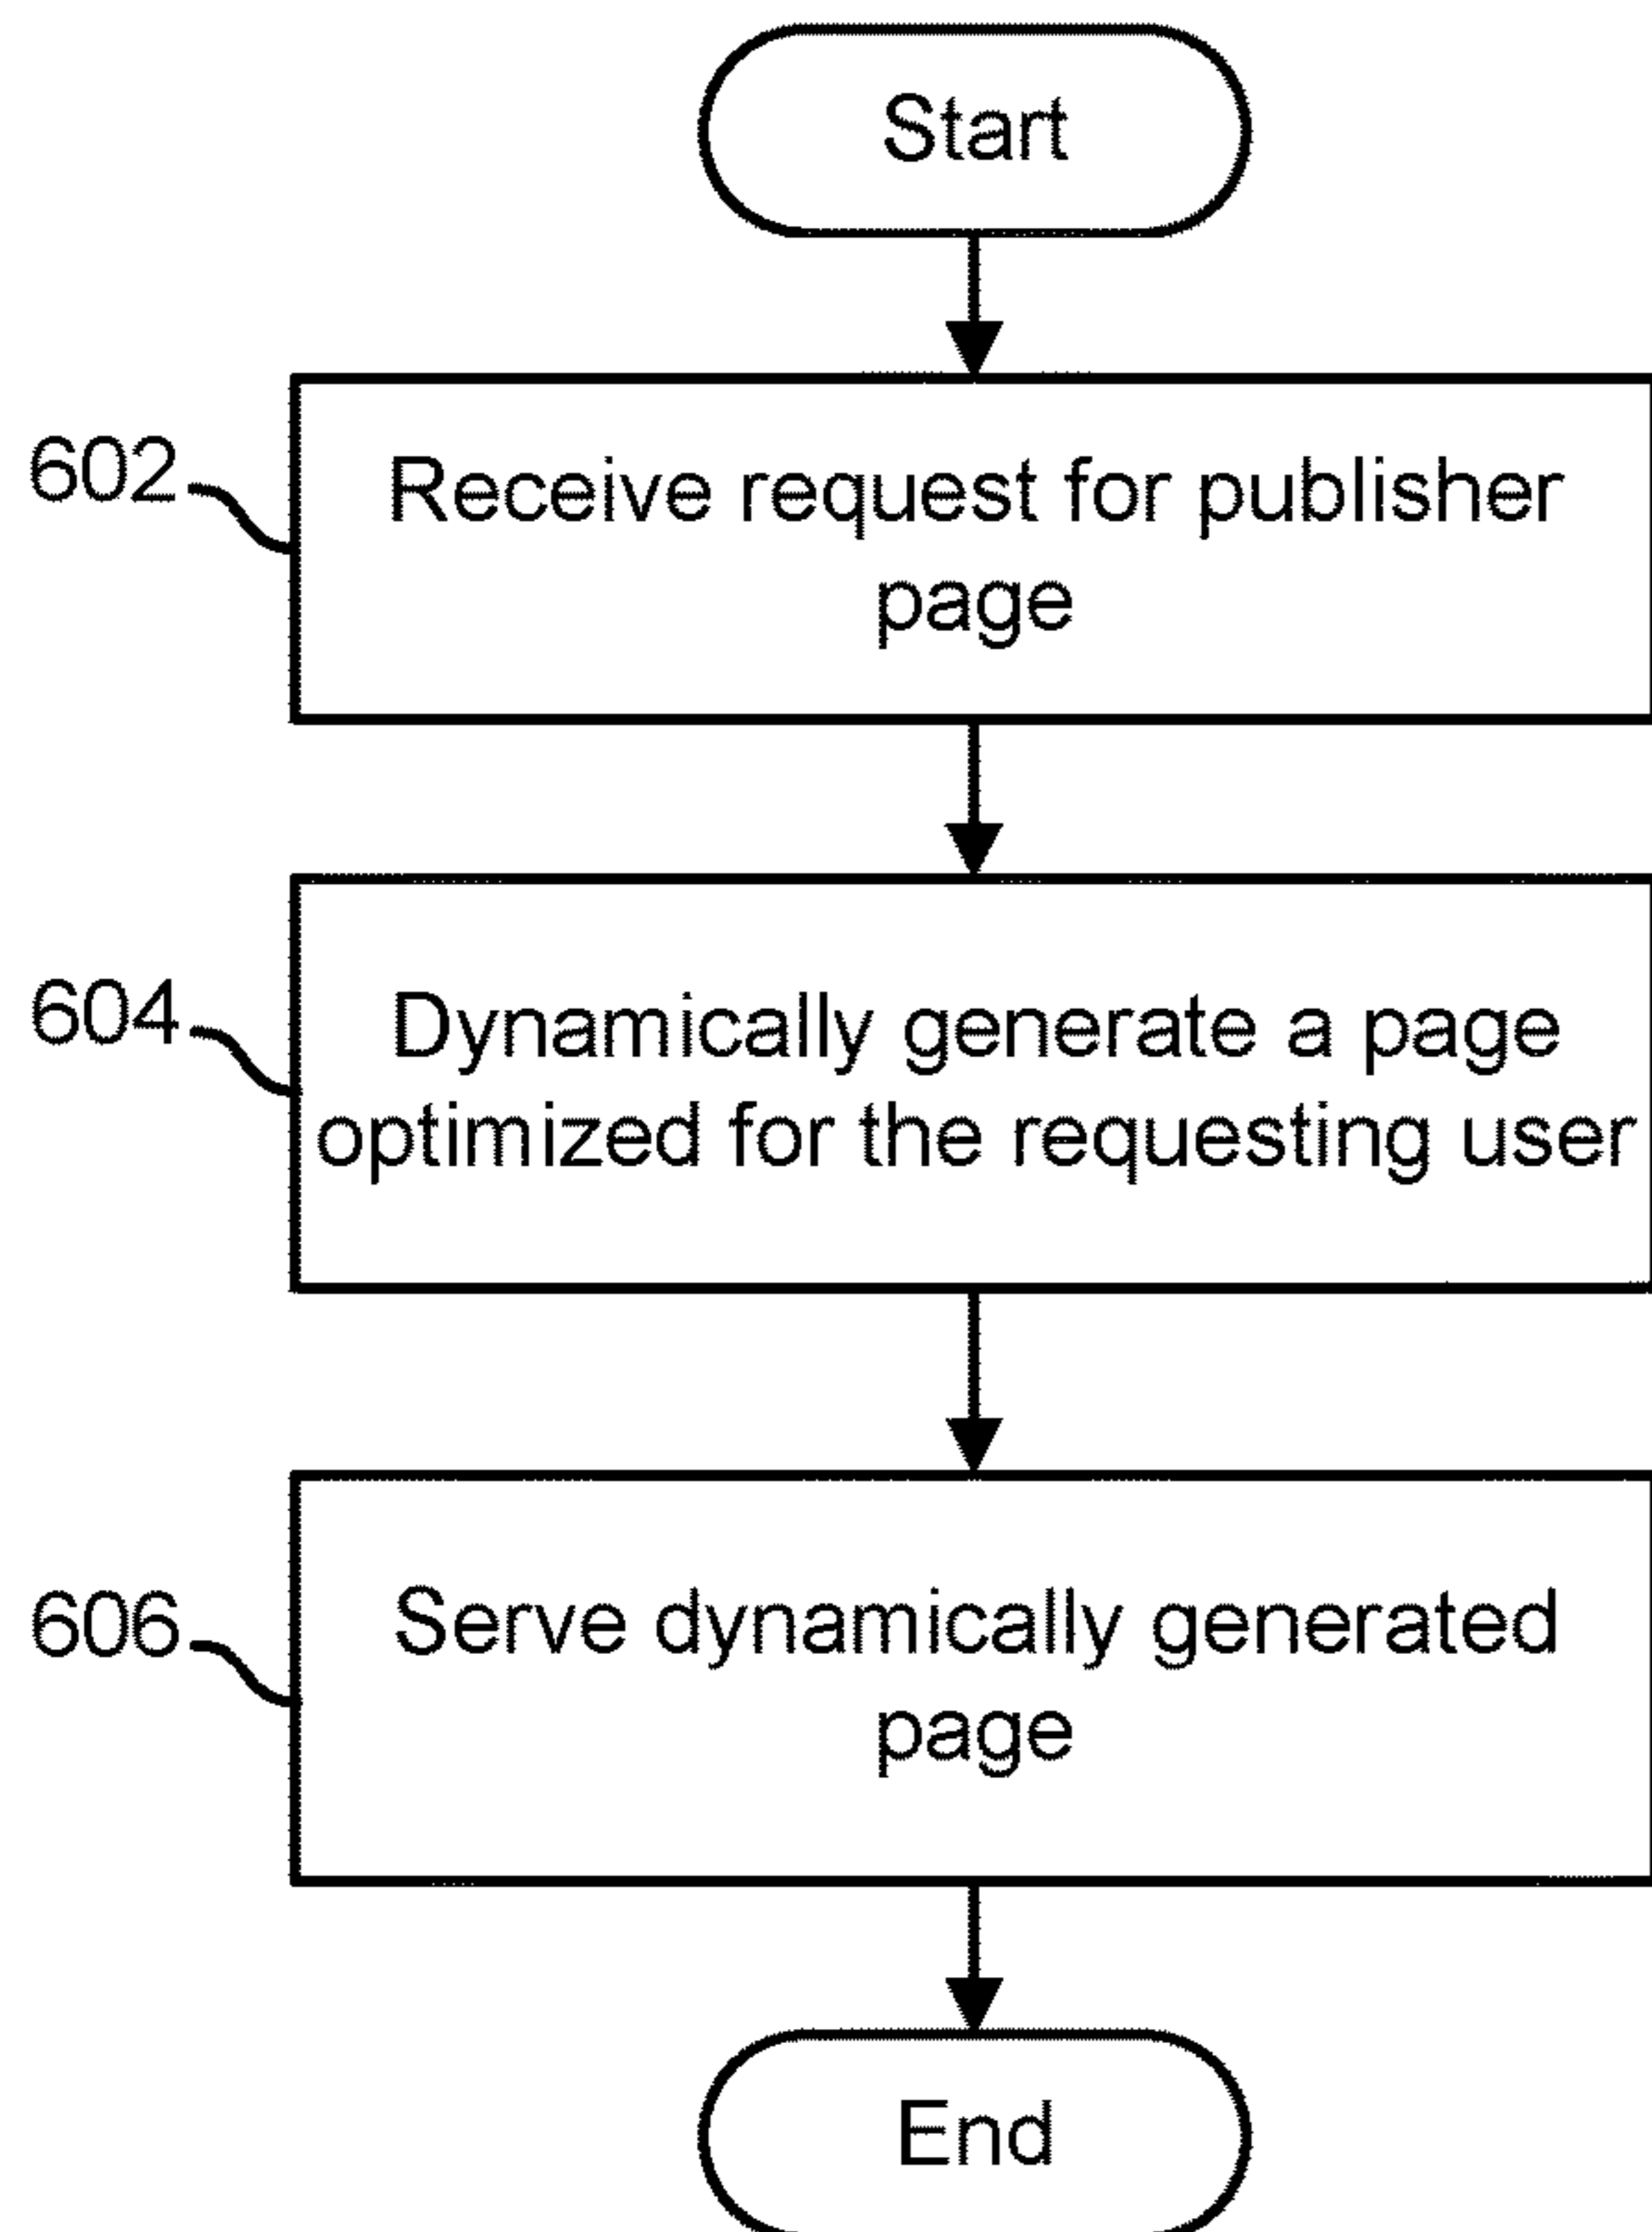 Start
602
Receive request for publisher
page
604
Dynamically generate a page
optimized for the requesting user
606
Serve dynamically generated
page
End